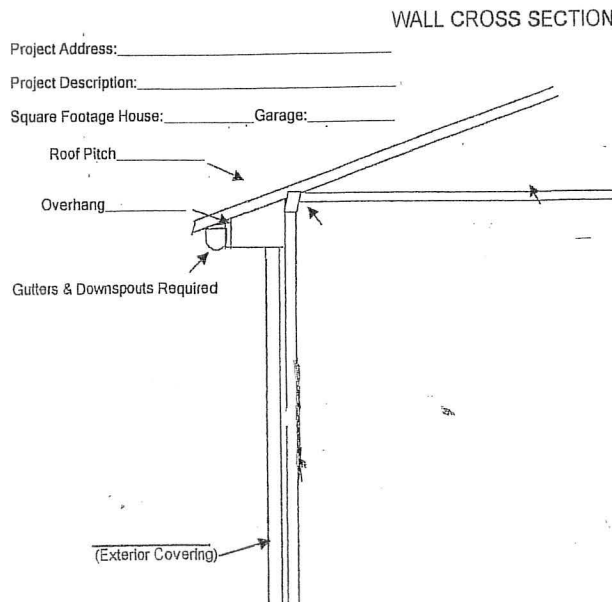 WALL CROSS SECTION
Project Address:
Project Description:
Square Footage House: Garage:
Roof Pitch
Overhang
Gutters & Downspouts Required
(Exterior Covering)